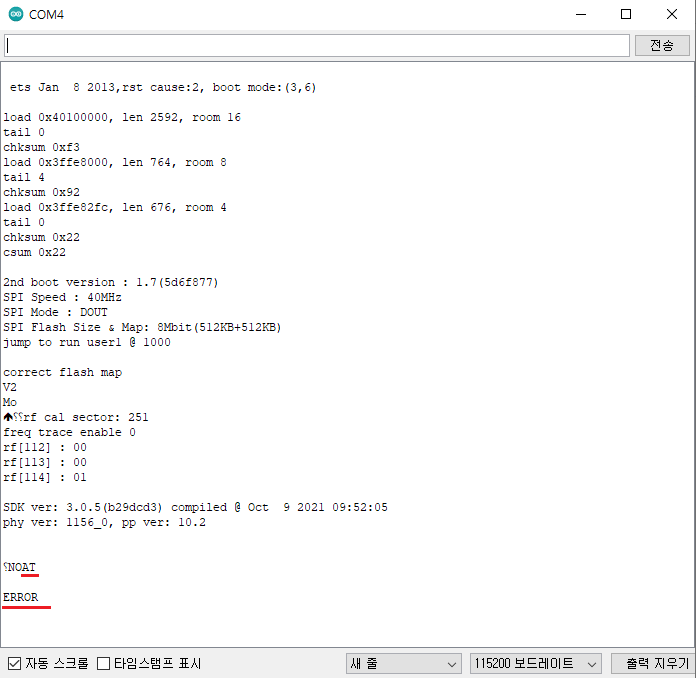 COM4
전송
ets Jan  8 2013,rst cause:2, boot mode:(3,6)
load 0x40100000, len 2592, room 16
tail 0
chksum 0xf3
load 0x3ffe8000, len 764, room 8
tail 4
chksum 0x92
load 0x3ffe82fc, len 676, room 4
tail 0
chksum 0x22
csum 0x22
2nd boot version : 1.7(5d6f877)
SPI Speed : 40MHz
SPI Mode : DOUT
SPI Flash Size & Map: 8Mbit(512KB+512KB)
jump to run user1 @ 1000
correct flash map
V2
Mo
🡅⸮⸮rf cal sector: 251
freq trace enable 0
rf[112] : 00
rf[113] : 00
rf[114] : 01
SDK ver: 3.0.5(b29dcd3) compiled @ Oct  9 2021 09:52:05
phy ver: 1156_0, pp ver: 10.2
⸮NOAT
ERROR
자동 스크롤 타임스탬프 표시 새 줄 115200 보드레이트 출력 지우기